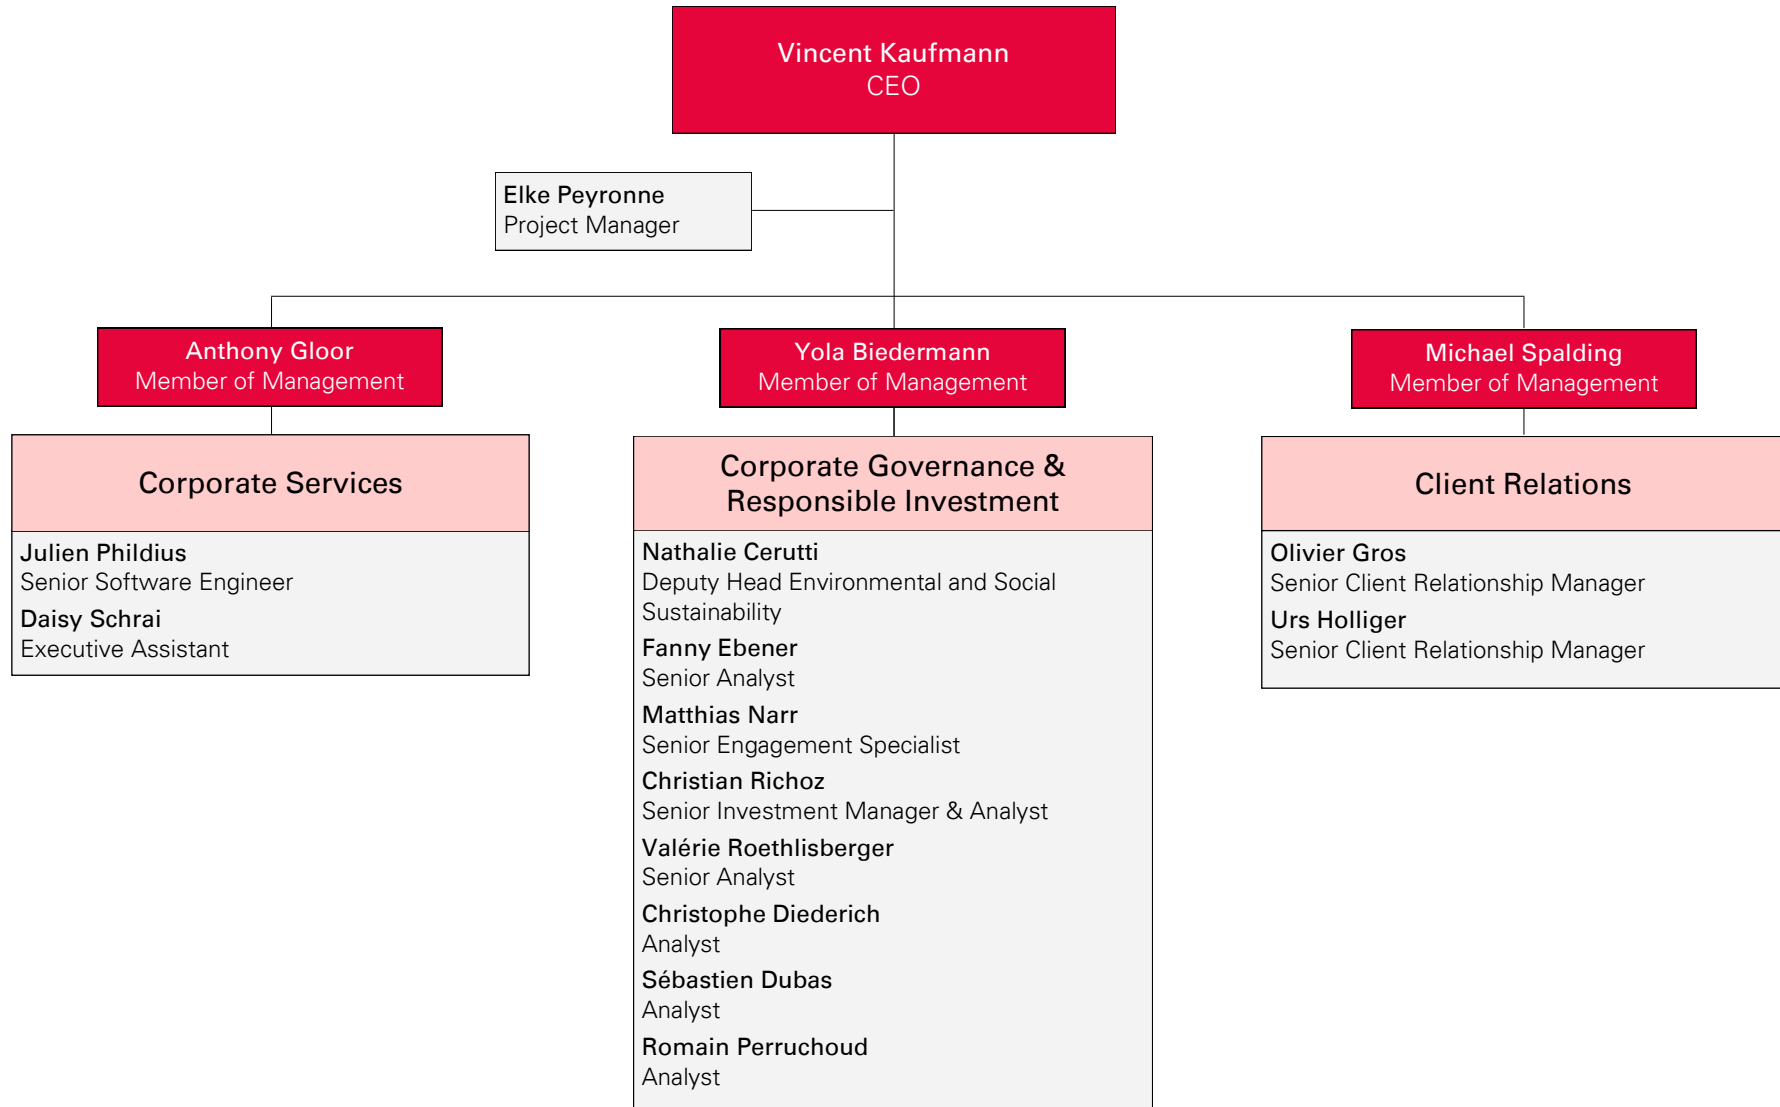 Vincent Kaufmann
CEO
Elke Peyronne
Project Manager
Anthony Gloor
Member of Management
Yola Biedermann
Member of Management
Michael Spalding
Member of Management
Corporate Services
Julien Phildius
Senior Software Engineer
Daisy Schrai
Executive Assistant
Corporate Governance &
Responsible Investment
Nathalie Cerutti
Deputy Head Environmental and Social
Sustainability
Fanny Ebener
Senior Analyst
Matthias Narr
Senior Engagement Specialist
Christian Richoz
Senior Investment Manager & Analyst
Valérie Roethlisberger
Senior Analyst
Christophe Diederich
Analyst
Sébastien Dubas
Analyst
Romain Perruchoud
Analyst
Client Relations
Olivier Gros
Senior Client Relationship Manager
Urs Holliger
Senior Client Relationship Manager